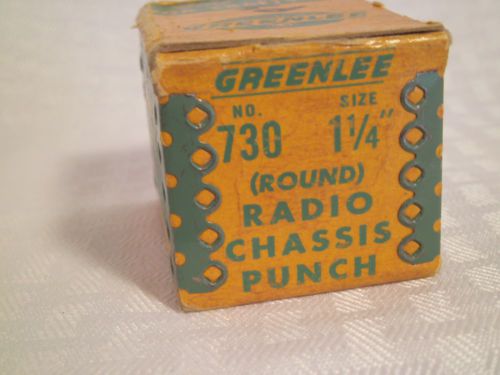 GREENLEE
NO. SIZE
730 1¼"
(ROUND)
RADIO
CHASSIS
PUNCH